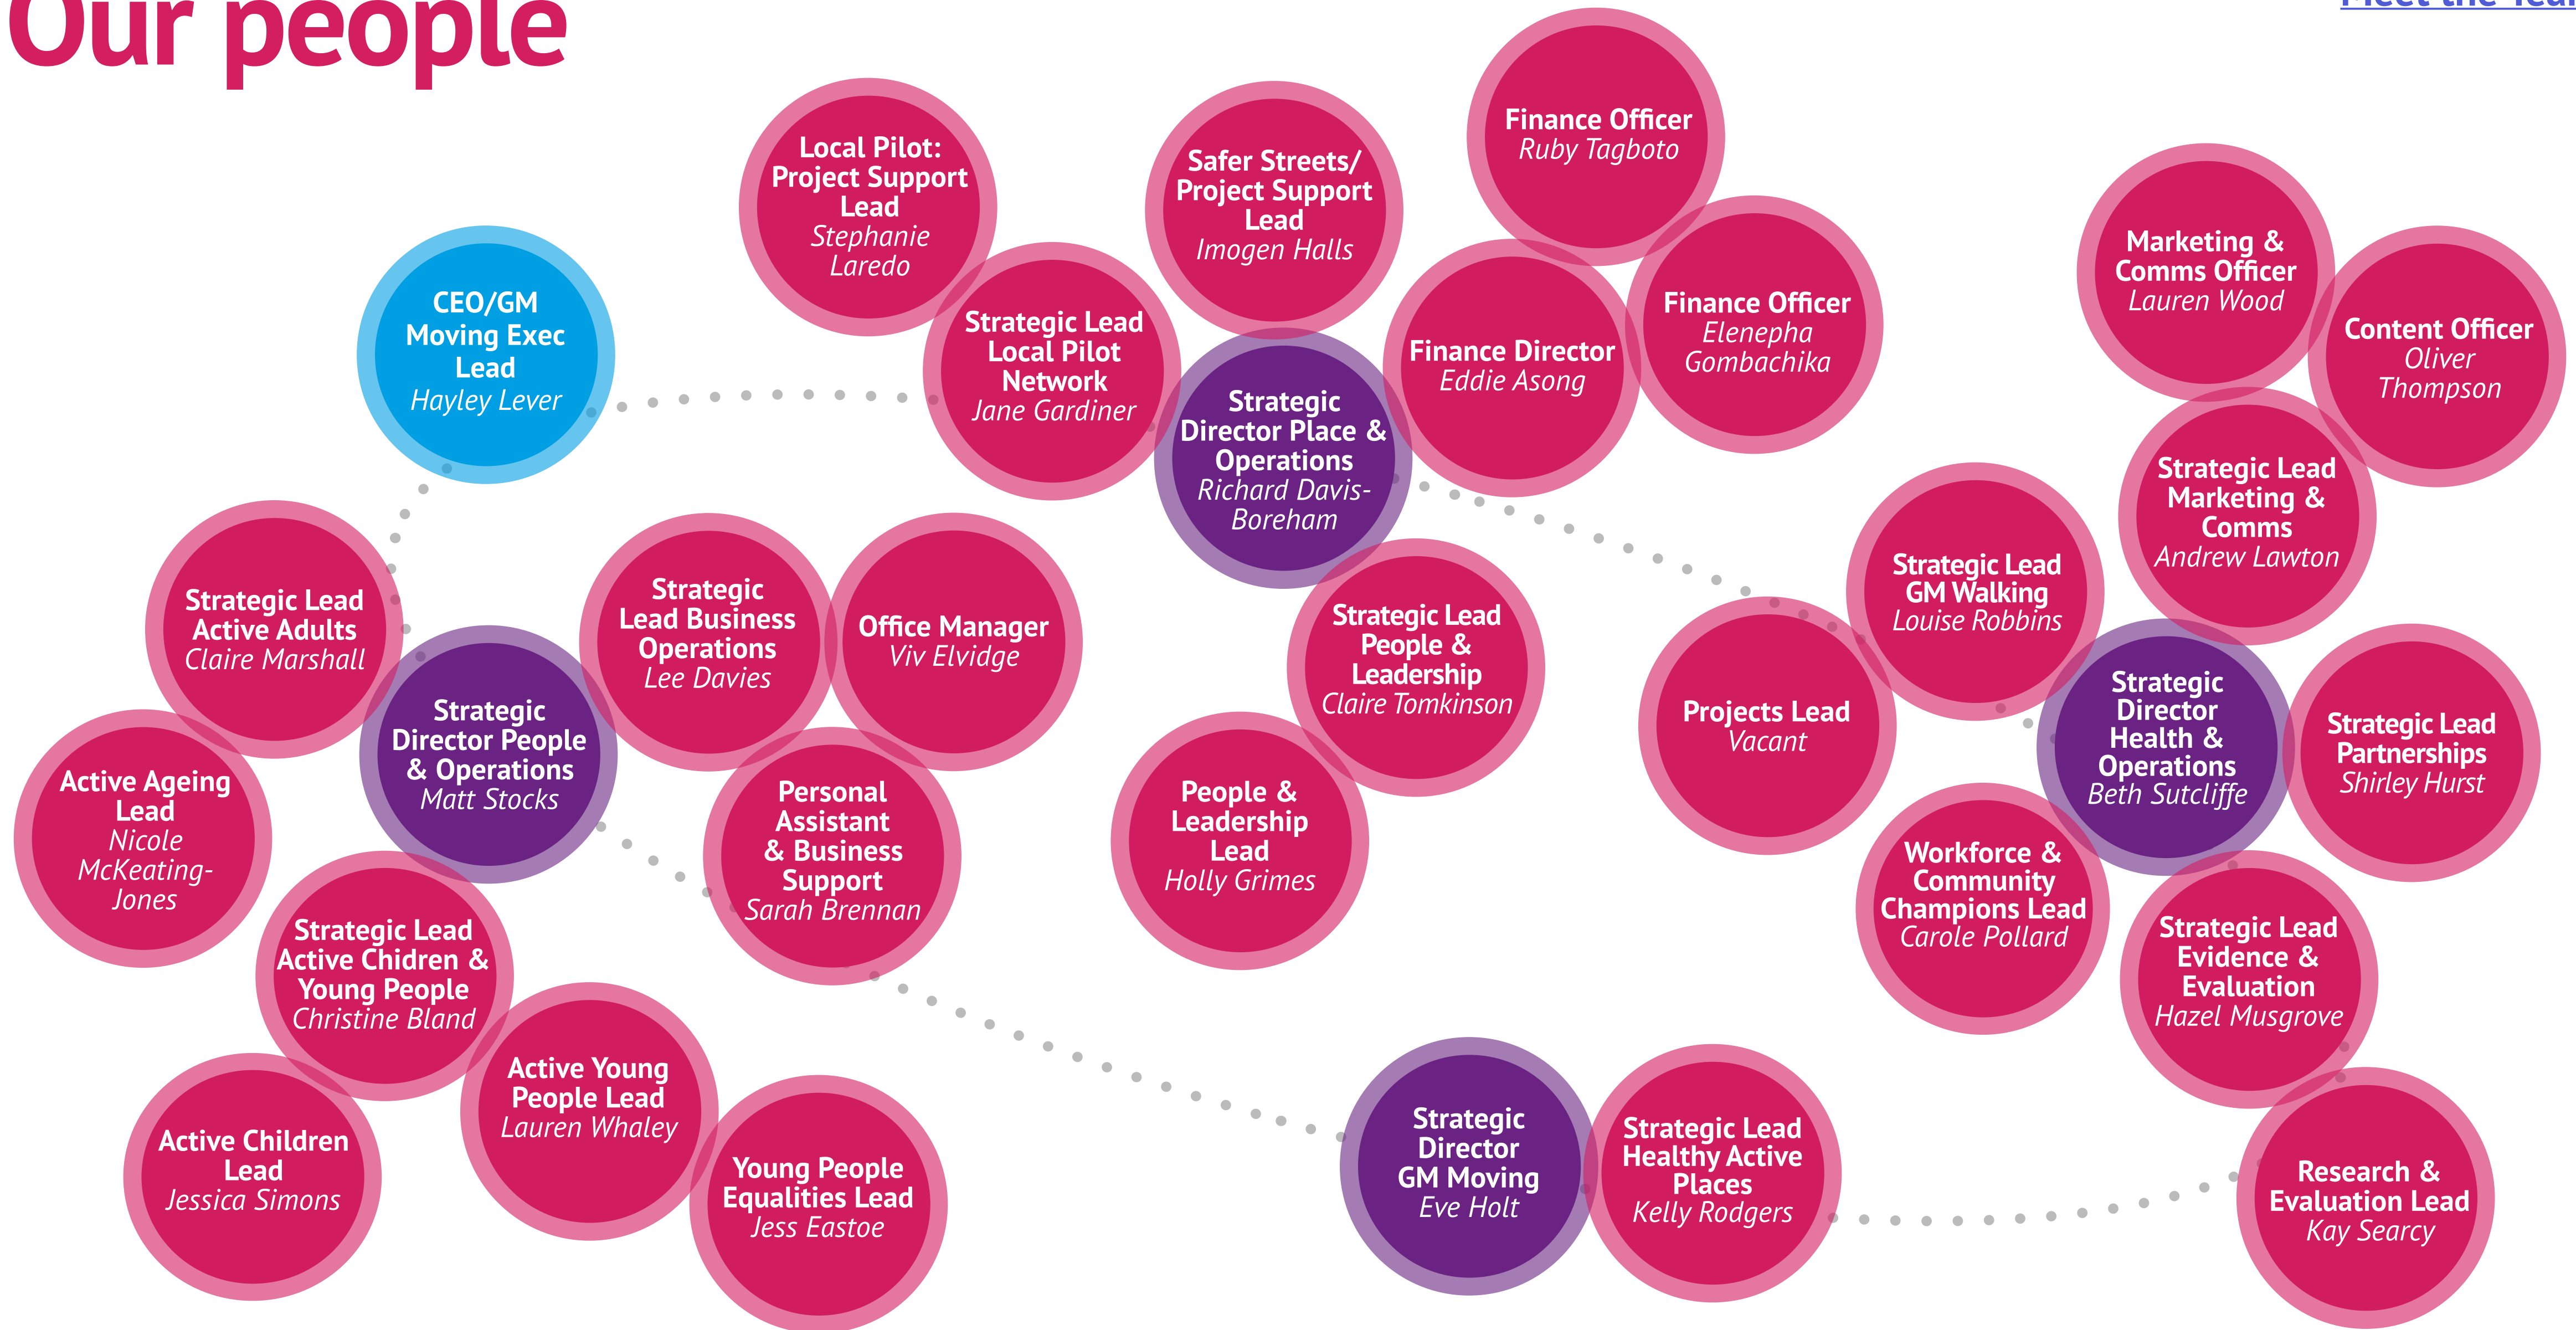 Our people
Meet the Tea
Local Pilot:
Project Support
Lead
Stephanie
Laredo
Safer Streets/
Project Support
Lead
Imogen Halls
Finance Officer
Ruby Tagboto
CEO/GM
Moving Exec
Lead
Hayley Lever
Strategic Lead
Local Pilot
Network
Jane Gardiner
Strategic
Director Place &
Operations
Richard Davis-
Boreham
Finance Director
Eddie Asong
Finance Officer
Elenepha
Gombachika
Marketing &
Comms Officer
Lauren Wood
Content Officer
Oliver
Thompson
Strategic Lead
Marketing &
Comms
Andrew Lawton
Strategic Lead
Active Adults
Claire Marshall
Strategic
Lead Business
Operations
Lee Davies
Office Manager
Viv Elvidge
Strategic Lead
People &
Leadership
Claire Tomkinson
Strategic Lead
GM Walking
Louise Robbins
Projects Lead
Vacant
Strategic
Director
Health &
Operations
Beth Sutcliffe
Strategic Lead
Partnerships
Shirley Hurst
Active Ageing
Lead
Nicole
McKeating-
Jones
Strategic
Director People
& Operations
Matt Stocks
Personal
Assistant
& Business
Support
Sarah Brennan
People &
Leadership
Lead
Holly Grimes
Workforce &
Community
Champions Lead
Carole Pollard
Strategic Lead
Evidence &
Evaluation
Hazel Musgrove
Strategic Lead
Active Chidren &
Young People
Christine Bland
Active Children
Lead
Jessica Simons
Active Young
People Lead
Lauren Whaley
Young People
Equalities Lead
Jess Eastoe
Strategic
Director
GM Moving
Eve Holt
Strategic Lead
Healthy Active
Places
Kelly Rodgers
Research &
Evaluation Lead
Kay Searcy